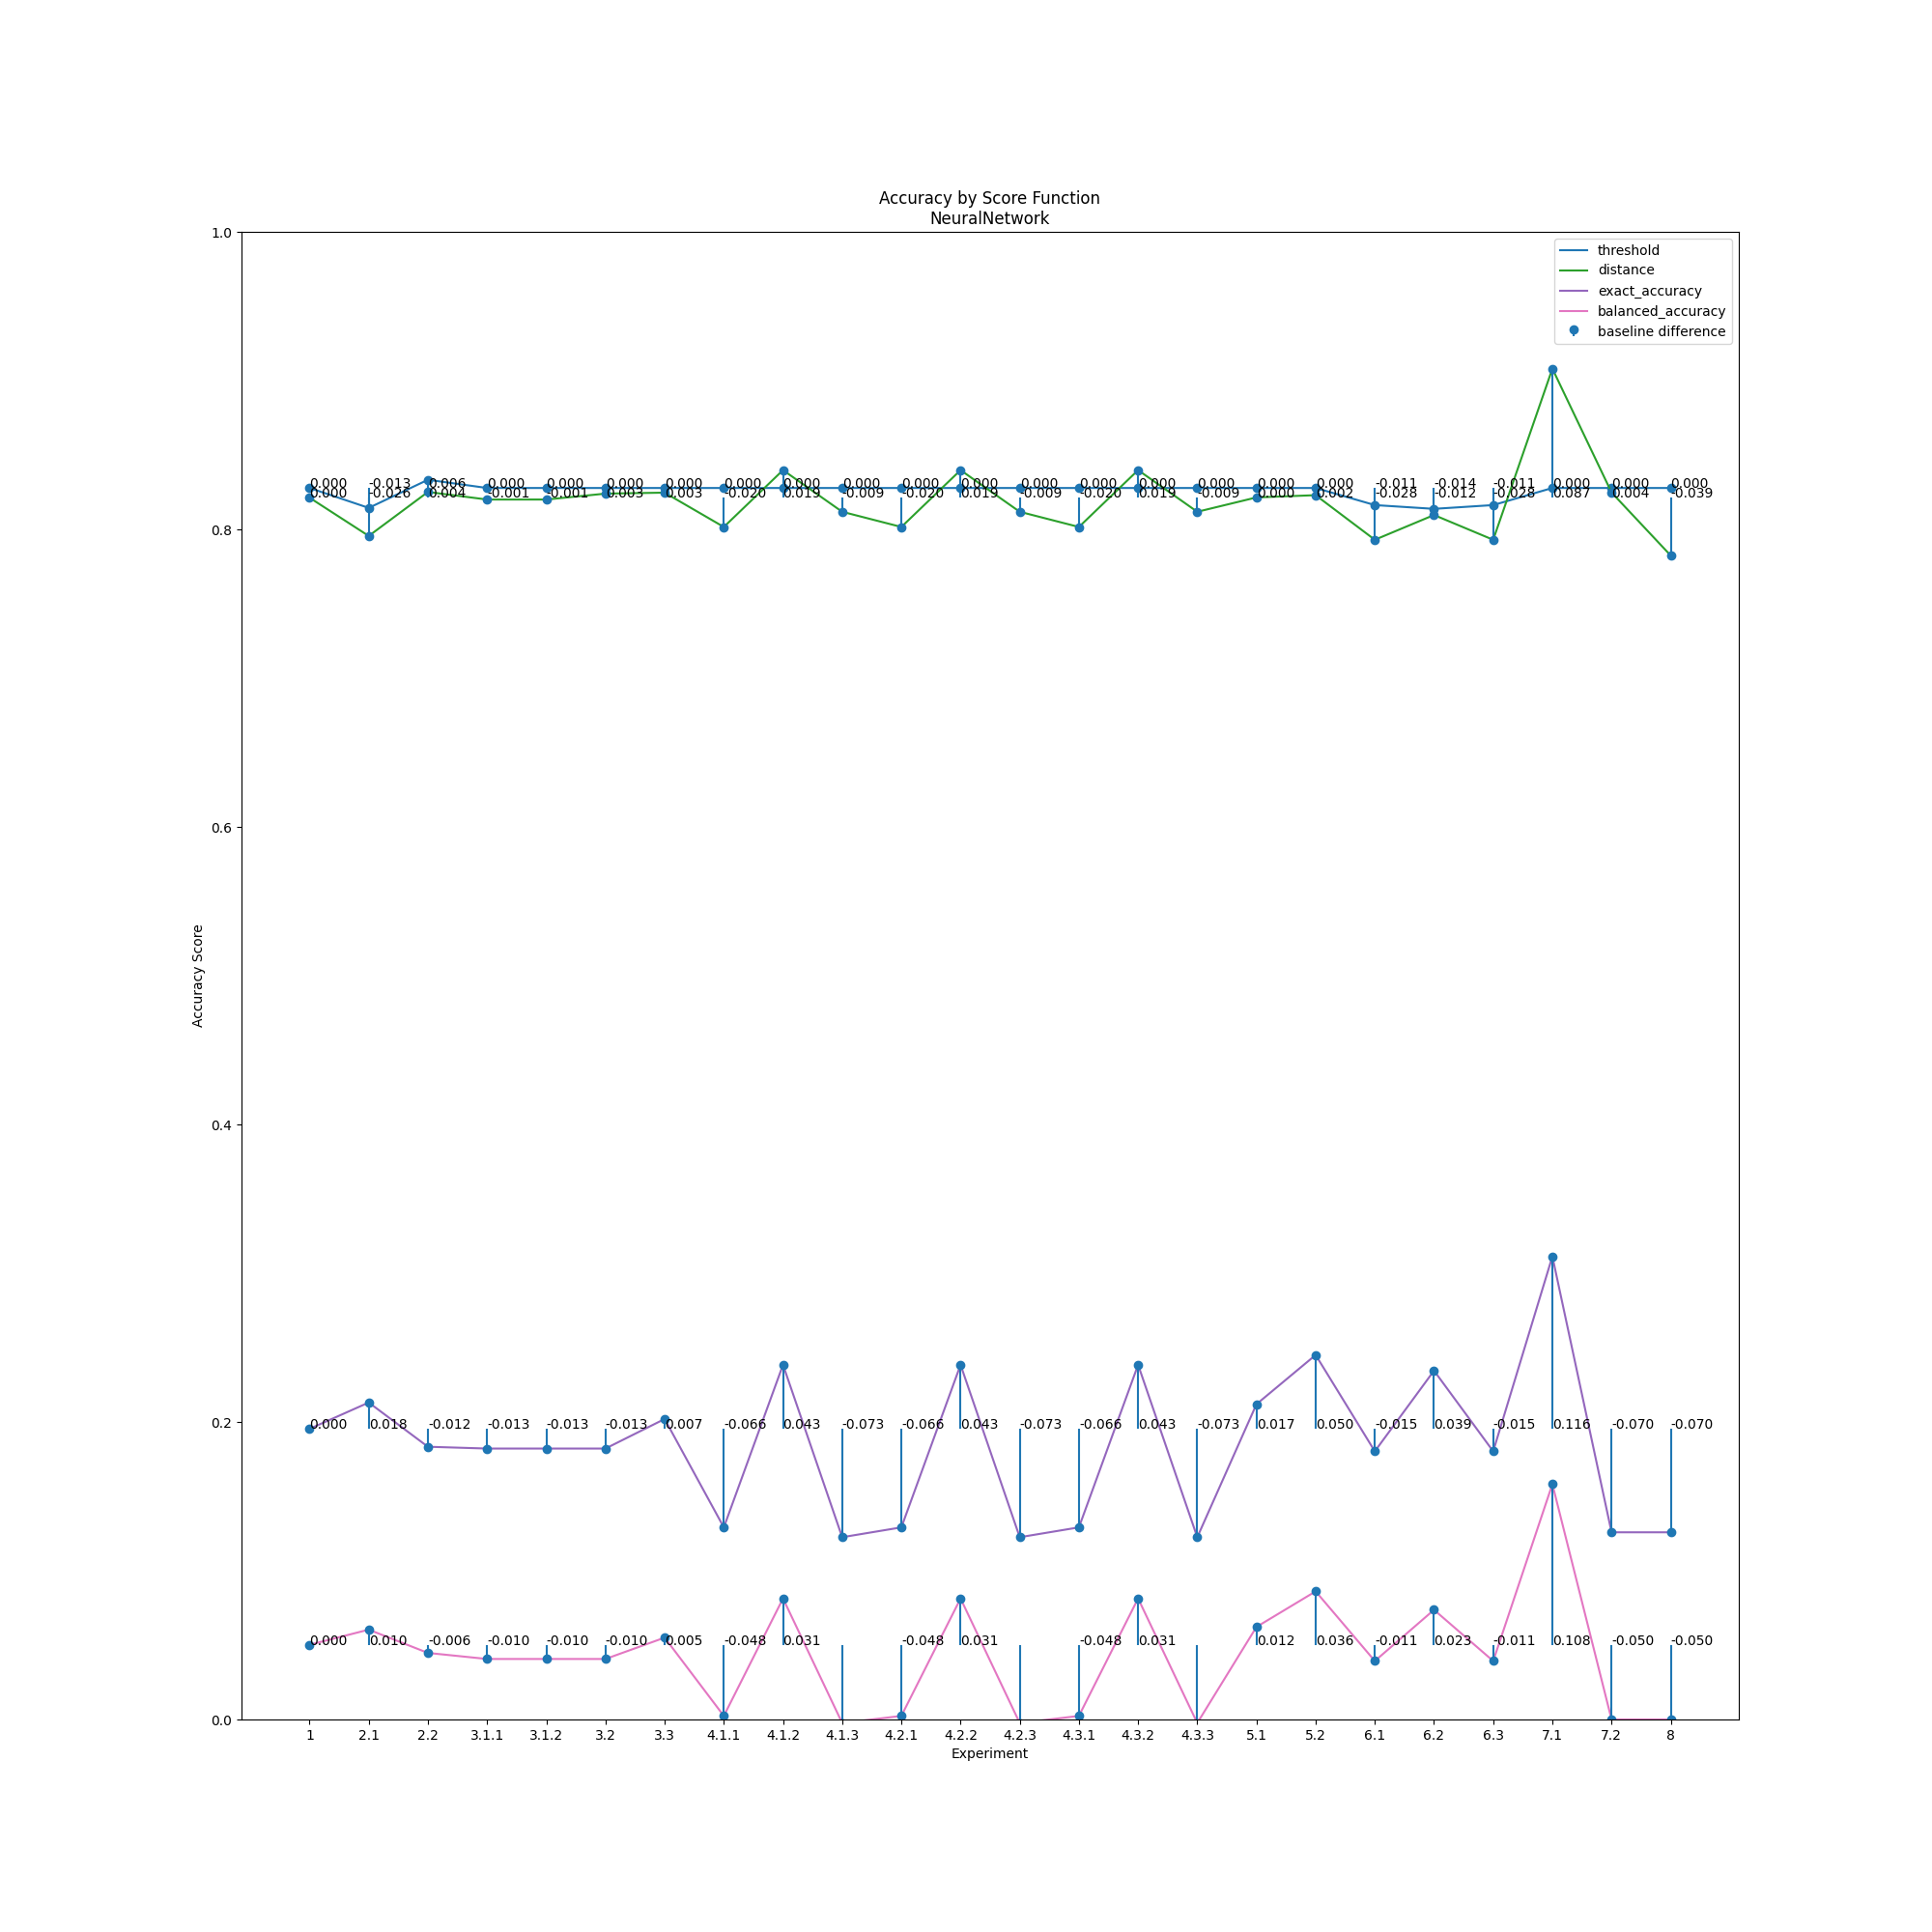 Accuracy by Score Function
NeuralNetwork
1.0
threshold
distance
exact_accuracy
balanced_accuracy
baseline difference
0.000 -0.013 0.006 0.000 0.000 0.000 0.000 0.000 0.000 0.000 0.000 0.000 0.000 0.000 0.000 0.000 0.000 0.000 -0.011 -0.014 -0.011 0.000 0.000 0.000
0.000 -0.026 0.004 -0.001 -0.001 0.003 0.003 -0.020 0.019 -0.009 -0.020 0.019 -0.009 -0.020 0.019 -0.009 0.000 0.002 -0.028 -0.012 -0.028 0.087 0.004 -0.039
0.8
0.6
0.4
Accuracy Score
0.2
0.000 0.018 -0.012 -0.013 -0.013 -0.013 0.007 -0.066 0.043 -0.073 -0.066 0.043 -0.073 -0.066 0.043 -0.073 0.017 0.050 -0.015 0.039 -0.015 0.116 -0.070 -0.070
0.000 0.010 -0.006 -0.010 -0.010 -0.010 0.005 -0.048 0.031 -0.048 0.031 -0.048 0.031 0.012 0.036 -0.011 0.023 -0.011 0.108 -0.050 -0.050
0.0
1 2.1 2.2 3.1.1 3.1.2 3.2 3.3 4.1.1 4.1.2 4.1.3 4.2.1 4.2.2 4.2.3 4.3.1 4.3.2 4.3.3 5.1 5.2 6.1 6.2 6.3 7.1 7.2 8
Experiment